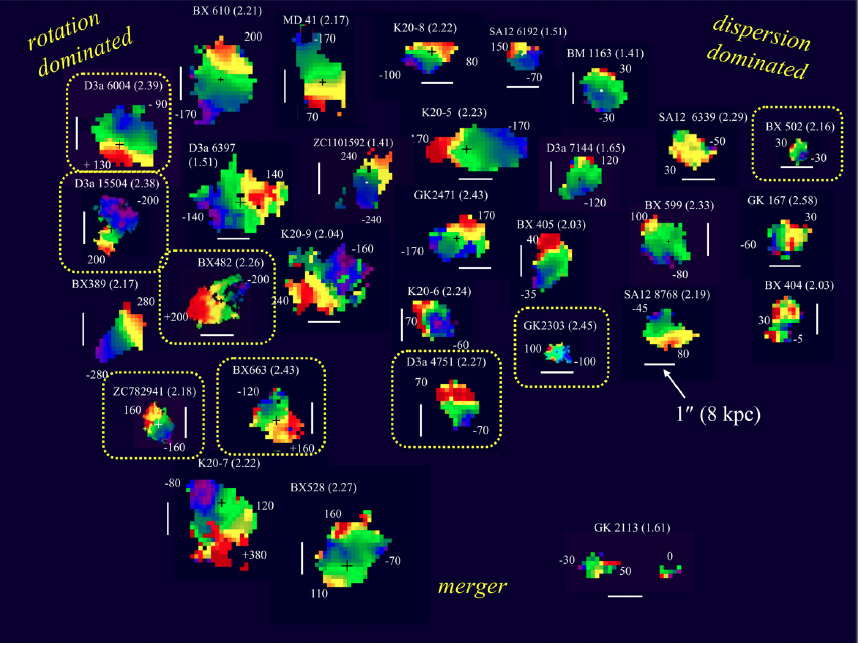 rotation
dominated
dispersion
dominated
BX 610 (2.21)
200
-170
MD 41 (2.17)
-170
70
K20-8 (2.22)
-100
80
SA12 6192 (1.51)
150
-70
BM 1163 (1.41)
30
-30
D3a 6004 (2.39)
- 90
+ 130
D3a 6397
(1.51)
140
-140
ZC1101592 (1.41)
240
-240
K20-5 (2.23)
170
-170
D3a 7144 (1.65)
120
-120
SA12 6339 (2.29)
-50
30
BX 502 (2.16)
30
-30
D3a 15504 (2.38)
-200
200
GK2471 (2.43)
170
-170
BX 405 (2.03)
40
-35
BX 599 (2.33)
100
-80
GK 167 (2.58)
30
-60
K20-9 (2.04)
-160
240
BX482 (2.26)
-200
+200
BX389 (2.17)
280
-280
K20-6 (2.24)
70
-60
GK2303 (2.45)
100
-100
SA12 8768 (2.19)
-45
80
BX 404 (2.03)
30
-5
1″ (8 kpc)
ZC782941 (2.18)
160
-160
BX663 (2.43)
-120
+160
D3a 4751 (2.27)
70
-70
K20-7 (2.22)
-80
120
+380
BX528 (2.27)
160
-70
110
merger
GK 2113 (1.61)
-30
50
0